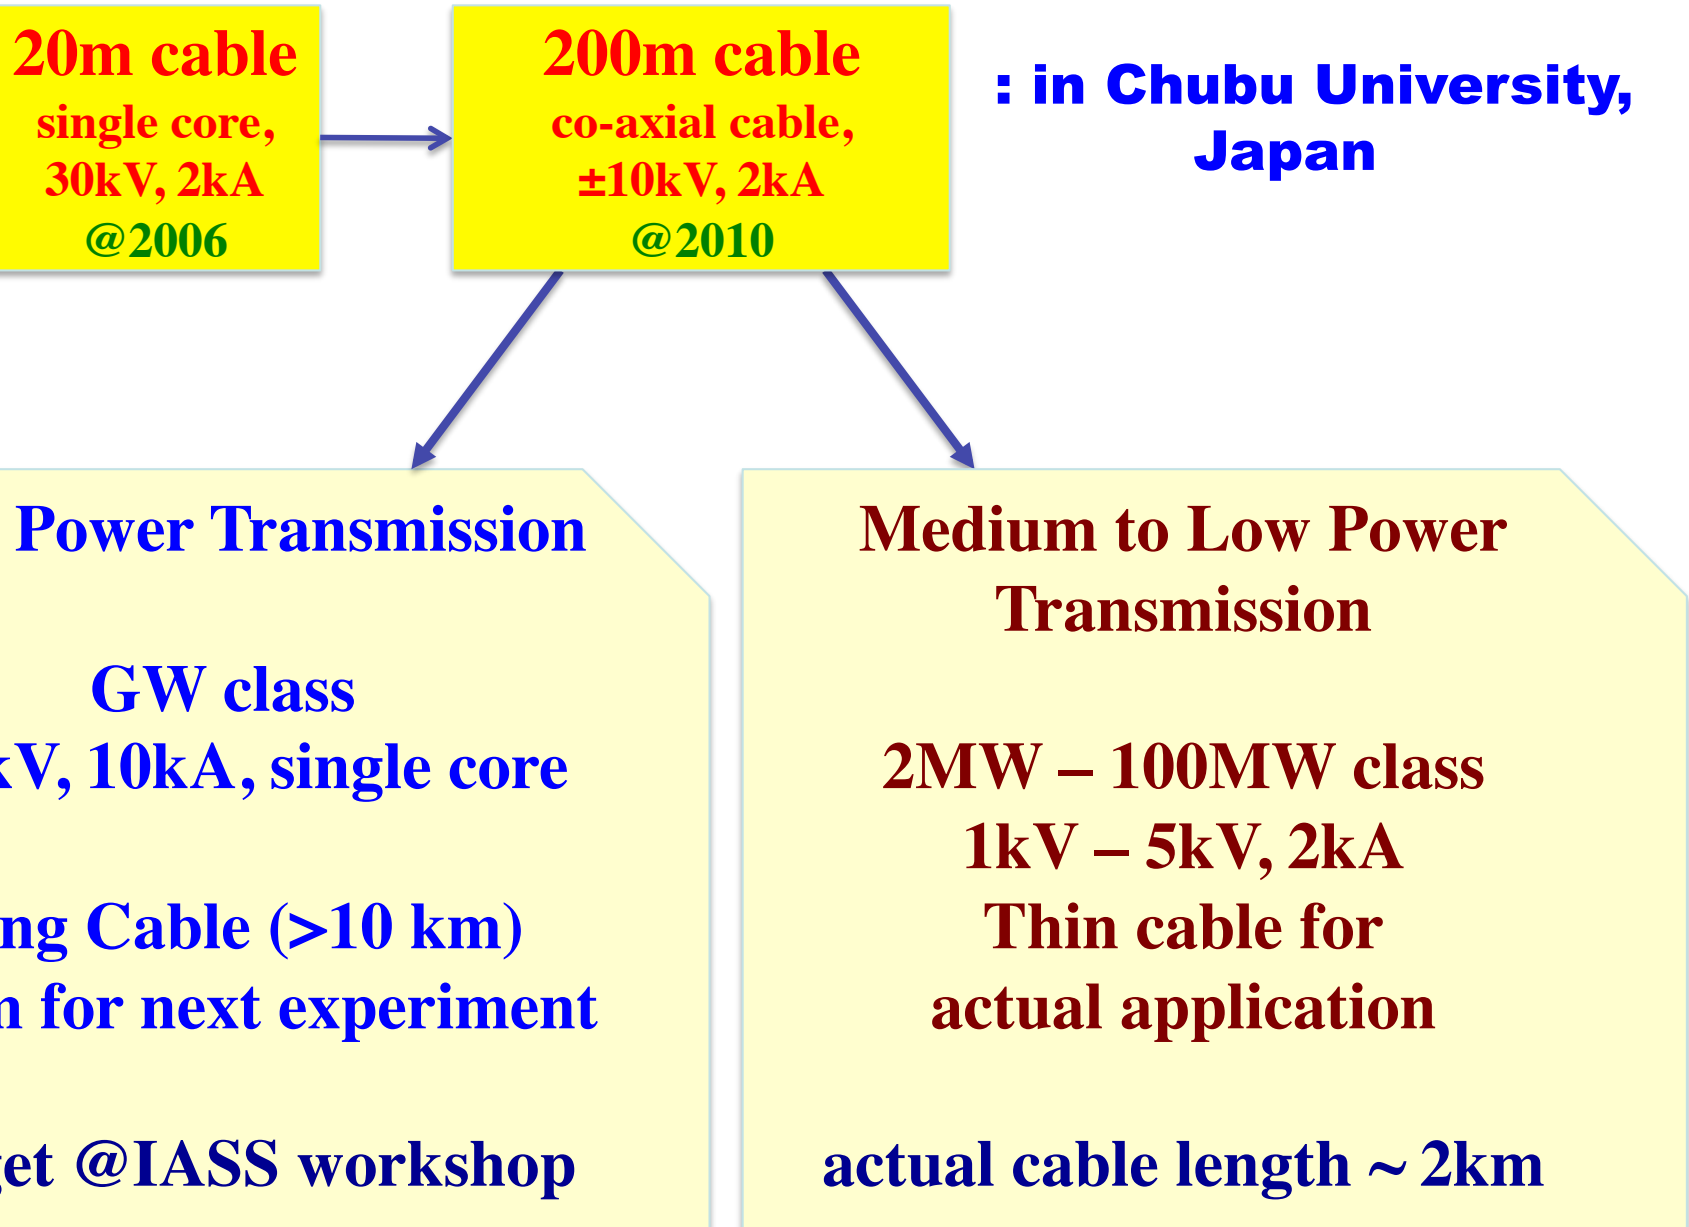 20m cable
single core,
30kV, 2kA
@2006
200m cable
co-axial cable,
±10kV, 2kA
@2010
: in Chubu University,
Japan
Power Transmission
GW class
kV, 10kA, single core
Cable (>10 km)
for next experiment
@IASS workshop
Medium to Low Power
Transmission
2MW – 100MW class
1kV – 5kV, 2kA
Thin cable for
actual application
actual cable length ~ 2km